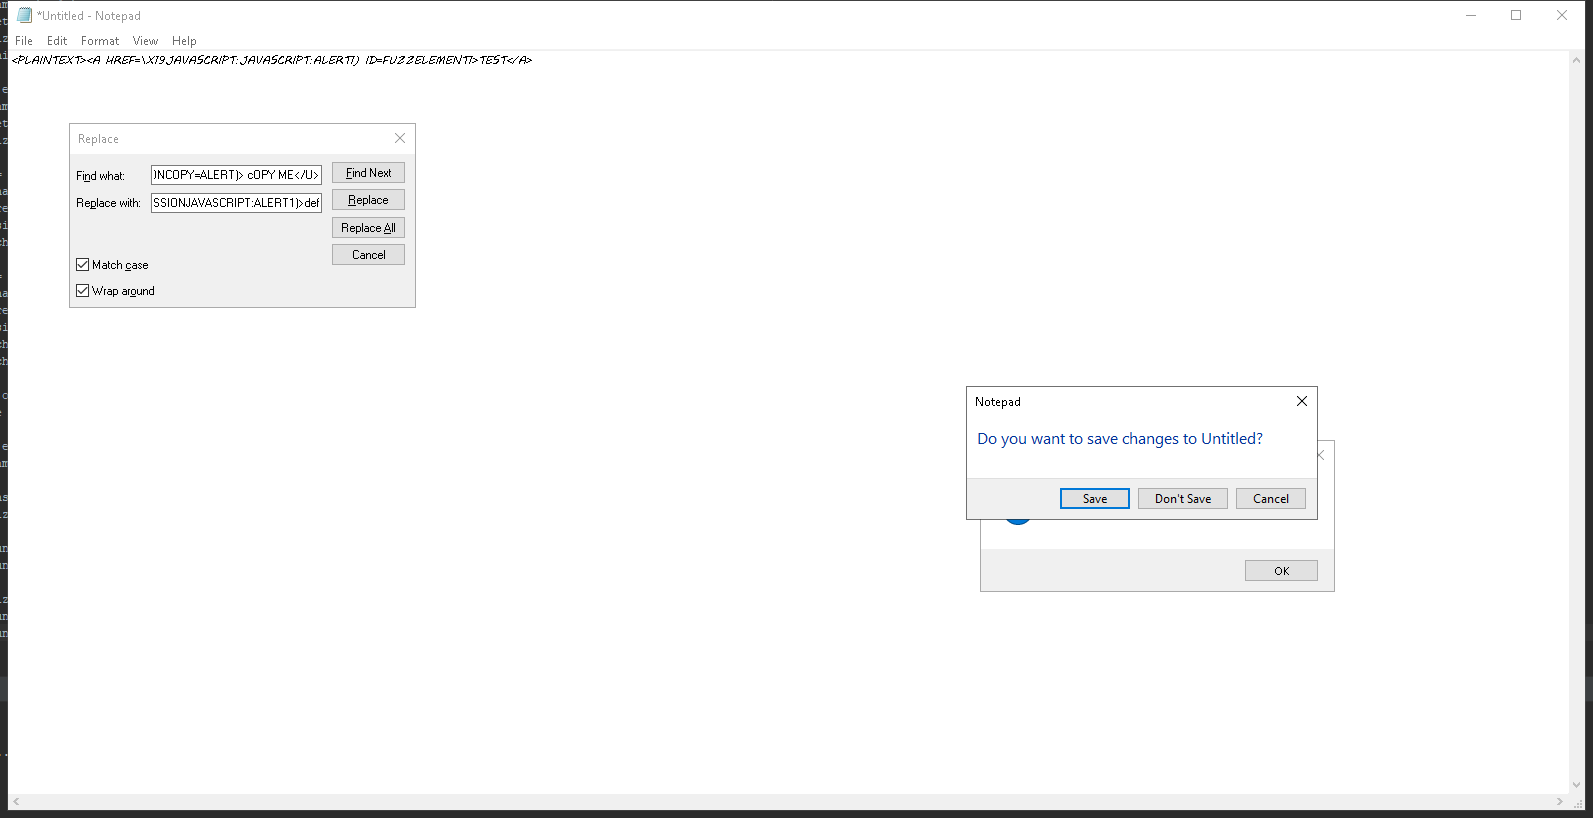 *Untitled - Notepad
File Edit Format View Help
<PLAINTEXT><A HREF=\X19JAVASCRIPT:JAVASCRIPT:ALERT1) ID=FUZZELEMENT1>TEST</A>
Replace
Find what: )NCOPY=ALERT)> cOPY ME</U> Find Next
Replace with: SSIONJAVASCRIPT:ALERT1)>def Replace
Replace All
Cancel
Match case
Wrap around
Notepad
Do you want to save changes to Untitled?
Save Don't Save Cancel
OK